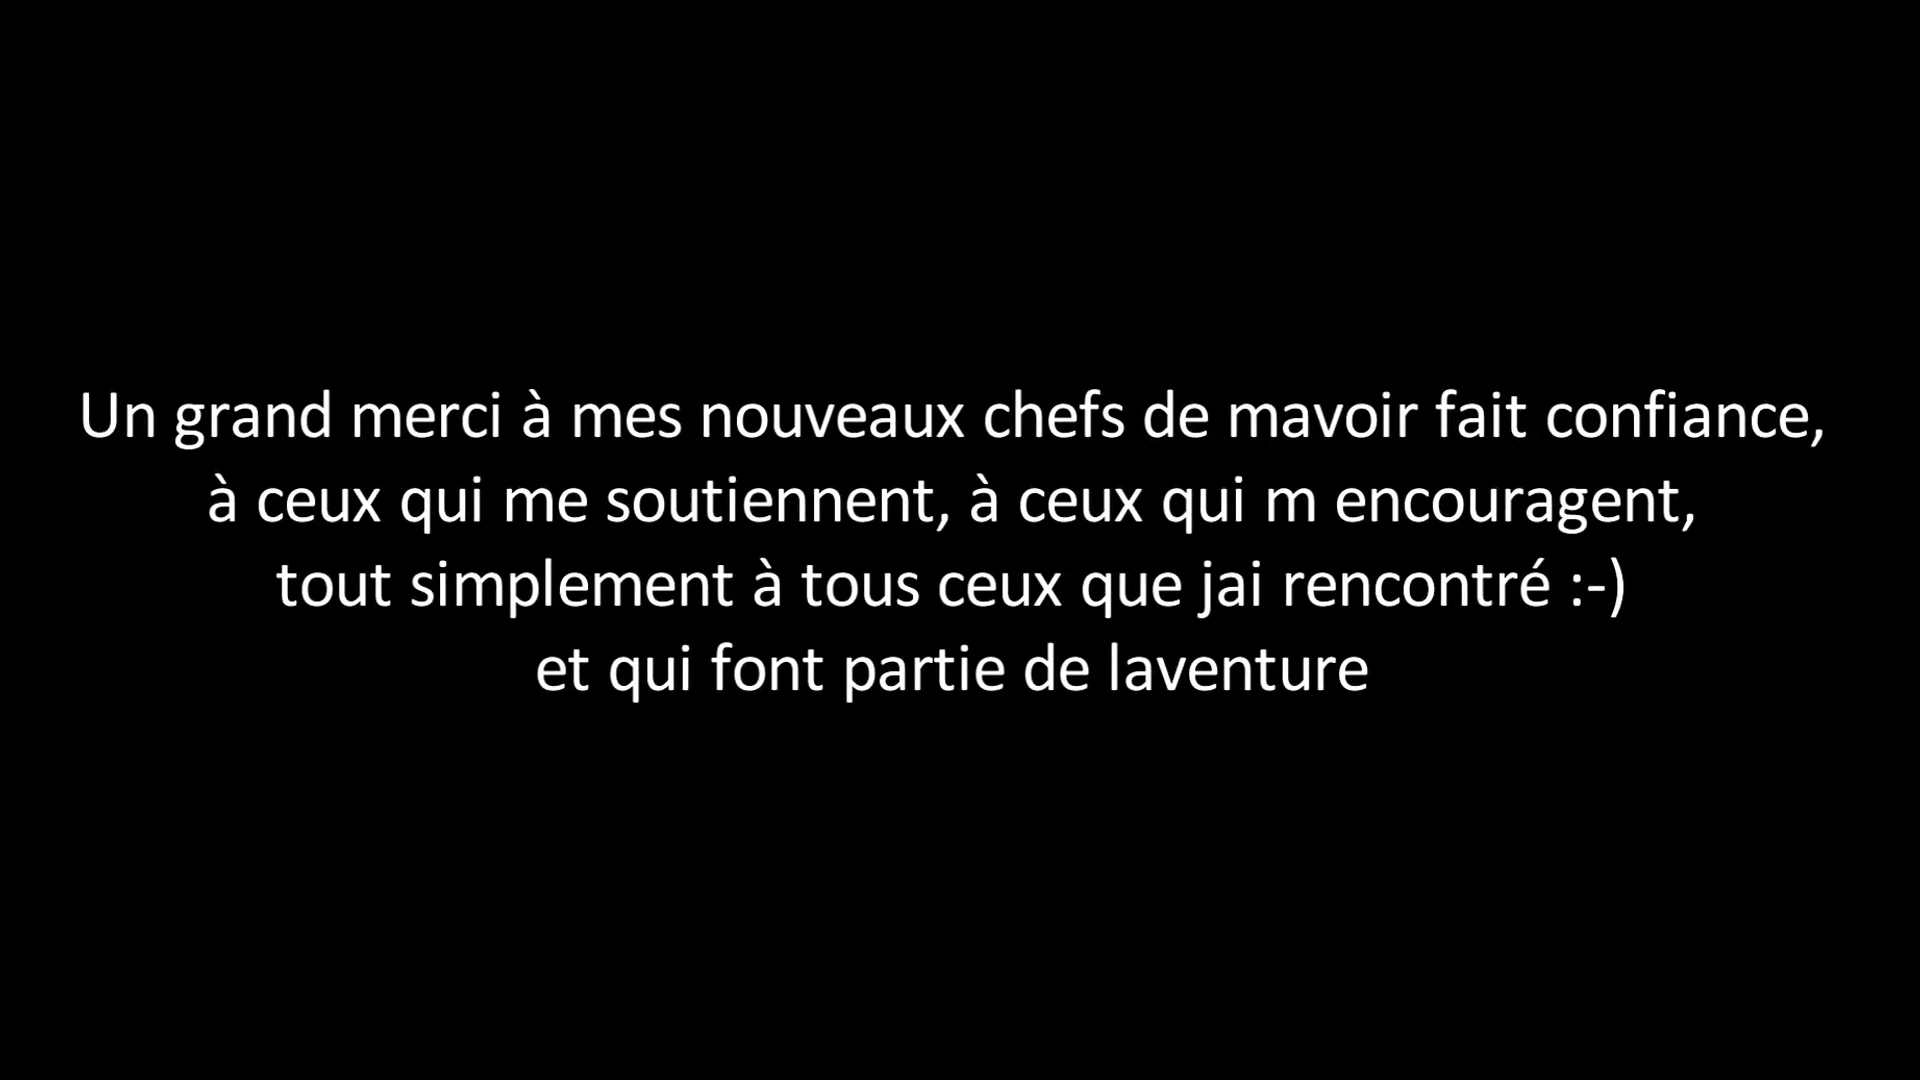 Un grand merci à mes nouveaux chefs de mavoir fait confiance,
à ceux qui me soutiennent, à ceux qui m encouragent,
tout simplement à tous ceux que jai rencontré :-)
et qui font partie de laventure